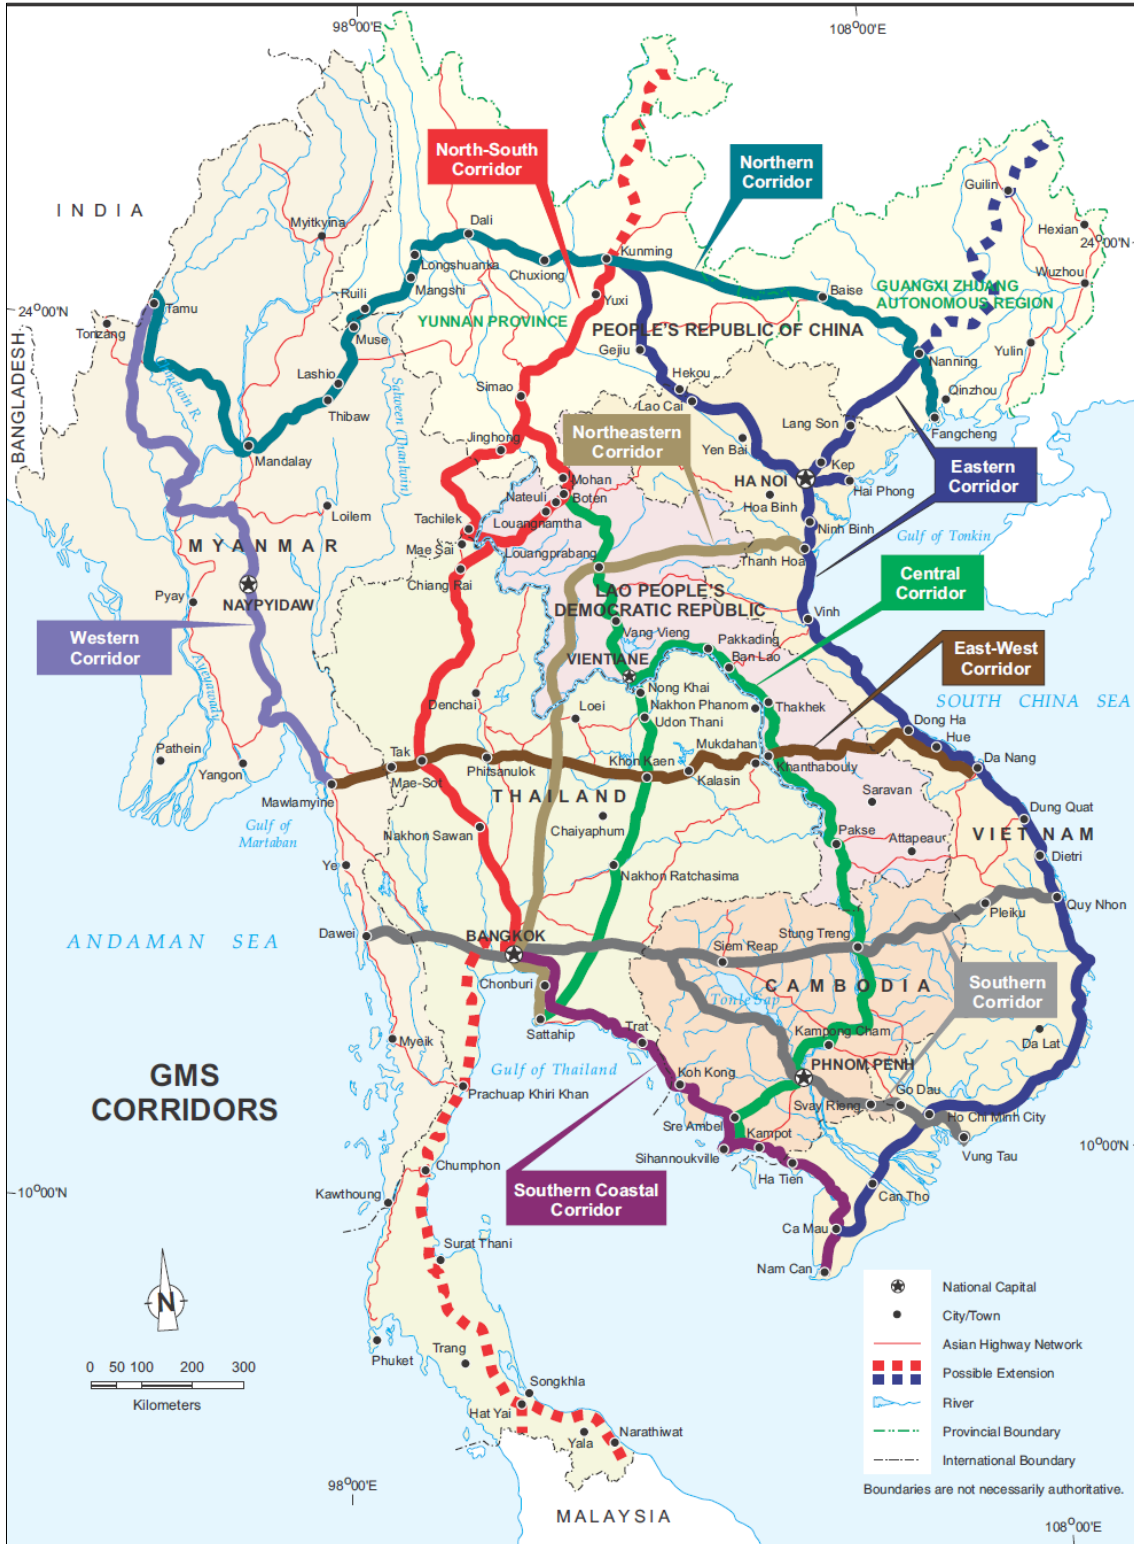 98°00'E
108°00'E
North-South
Corridor
Northern
Corridor
INDIA
Guilin
Myitkyina
Dali
Hexian
24°00'N
Longshuanka
Kunming
Chuxiong
Wuzhou
Mangshi
Ruili
Yuxi
Baise
GUANGXI ZHUANG
AUTONOMOUS REGION
24°00'N
Tamu
YUNNAN PROVINCE
PEOPLE'S REPUBLIC OF CHINA
Tonzang
Muse
Gejiu
Nanning
Yulin
BANGLADESH
Chindwin R.
Salween (Thanlwin)
Lashio
Simao
Hekou
Qinzhou
Thibaw
Lao Cai
Lang Son
Fangcheng
Northeastern
Corridor
Jinghong
Yen Bai
Mandalay
Kep
Eastern
Corridor
Mohan
HA NOI
Hai Phong
Nateuli
Boten
Loilem
Hoa Binh
Louangnamtha
Tachilek
Ninh Binh
Gulf of Tonkin
MYANMAR
Mae Sai
Louangprabang
Thanh Hoa
Chiang Rai
Central
Corridor
NAYPYIDAW
LAO PEOPLE'S
DEMOCRATIC REPUBLIC
Pyay
Vinh
Western
Corridor
Vang Vieng
Pakkading
East-West
Corridor
VIENTIANE
Ban Lao
Ayeyawady
Nong Khai
SOUTH CHINA SEA
Denchai
Loei
Nakhon Phanom
Thakhek
Udon Thani
Dong Ha
Pathein
Tak
Mukdahan
Hue
Yangon
Phitsanulok
Khon Kaen
Khanthabouly
Da Nang
Mae-Sot
Kalasin
Mawlamyine
THAILAND
Saravan
Dung Quat
Gulf of
Martaban
Chaiyaphum
Nakhon Sawan
Pakse
VIET NAM
Attapeau
Dietri
Ye
Nakhon Ratchasima
Quy Nhon
Pleiku
ANDAMAN SEA
Dawei
BANGKOK
Stung Treng
Siem Reap
Chonburi
CAMBODIA
Southern
Corridor
Tonle Sap
Sattahip
Trat
Kampong Cham
Da Lat
Myeik
GMS
CORRIDORS
Gulf of Thailand
Koh Kong
PHNOM PENH
Prachuap Khiri Khan
Go Dau
Svay Rieng
Ho Chi Minh City
Sre Ambel
Kampot
10°00'N
Sihannoukville
Vung Tau
Chumphon
Ha Tien
10°00'N
Kawthoung
Southern Coastal
Corridor
Can Tho
Ca Mau
Surat Thani
Nam Can
N
National Capital
City/Town
Phuket
Trang
Asian Highway Network
0 50 100 200 300
Kilometers
Possible Extension
Songkhla
River
Hat Yai
Narathiwat
Provincial Boundary
Yala
International Boundary
98°00'E
Boundaries are not necessarily authoritative.
MALAYSIA
108°00'E